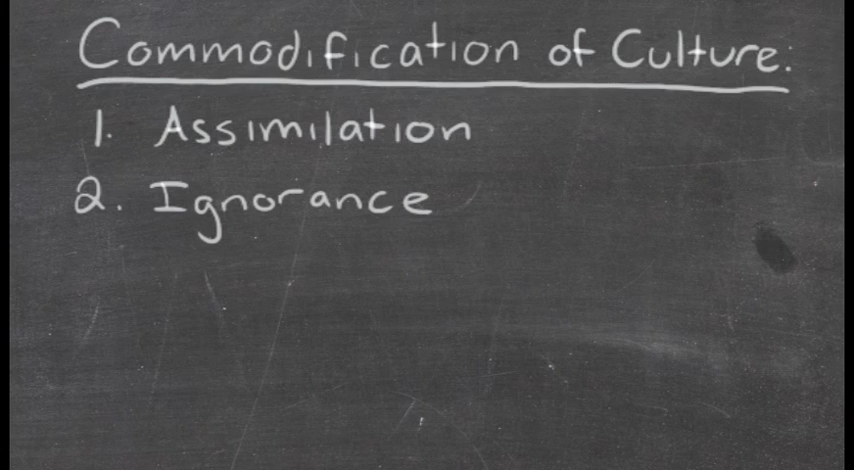 Commodification of Culture:
1. Assimilation
2. Ignorance